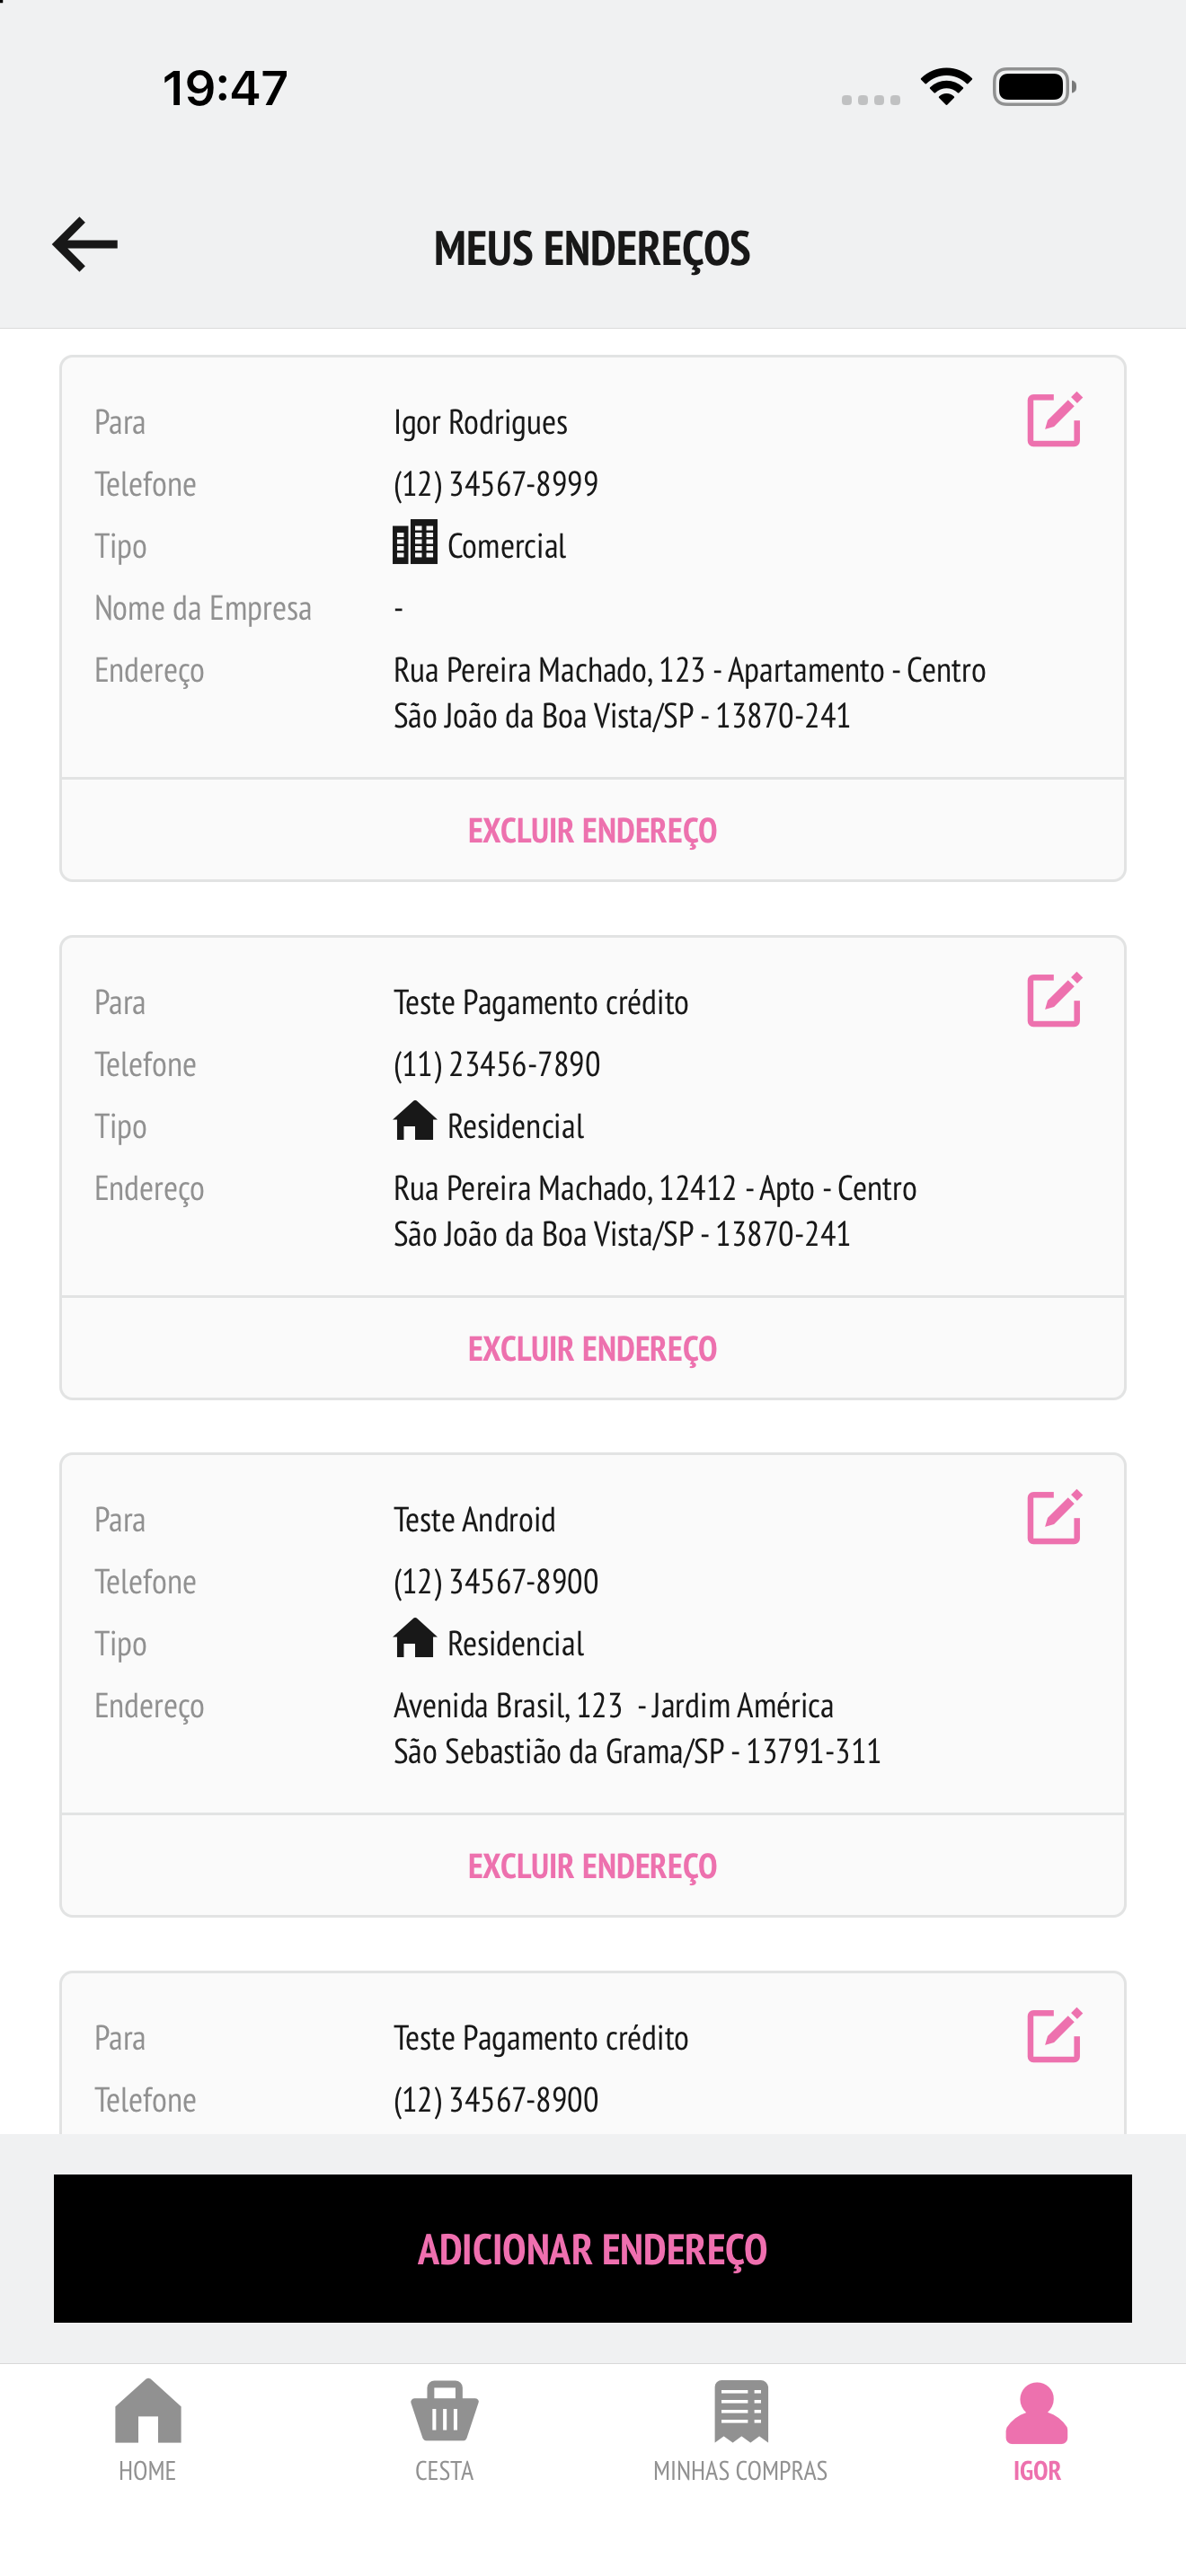 19:47
MEUS ENDEREÇOS
Para Igor Rodrigues
Telefone (12) 34567-8999
Tipo Comercial
Nome da Empresa -
Endereço Rua Pereira Machado, 123 - Apartamento - Centro
São João da Boa Vista/SP - 13870-241
EXCLUIR ENDEREÇO
Para Teste Pagamento crédito
Telefone (11) 23456-7890
Tipo Residencial
Endereço Rua Pereira Machado, 12412 - Apto - Centro
São João da Boa Vista/SP - 13870-241
EXCLUIR ENDEREÇO
Para Teste Android
Telefone (12) 34567-8900
Tipo Residencial
Endereço Avenida Brasil, 123  - Jardim América
São Sebastião da Grama/SP - 13791-311
EXCLUIR ENDEREÇO
Para Teste Pagamento crédito
Telefone (12) 34567-8900
ADICIONAR ENDEREÇO
HOME CESTA MINHAS COMPRAS IGOR